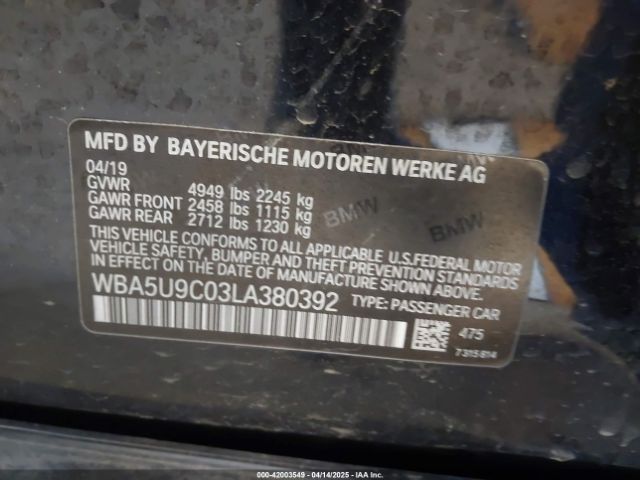 MFD BY BAYERISCHE MOTOREN WERKE AG
04/19
GVWR 4949 lbs 2245 kg
GAWR FRONT 2458 lbs 1115 kg
GAWR REAR 2712 lbs 1230 kg
BMW BMW
THIS VEHICLE CONFORMS TO ALL APPLICABLE U.S.FEDERAL MOTOR
VEHICLE SAFETY, BUMPER AND THEFT PREVENTION STANDARDS
IN EFFECT ON THE DATE OF MANUFACTURE SHOWN ABOVE.
WBA5U9C03LA380392 TYPE: PASSENGER CAR
475
7315814
000-42003549 - 04/14/2025 - IAA Inc.